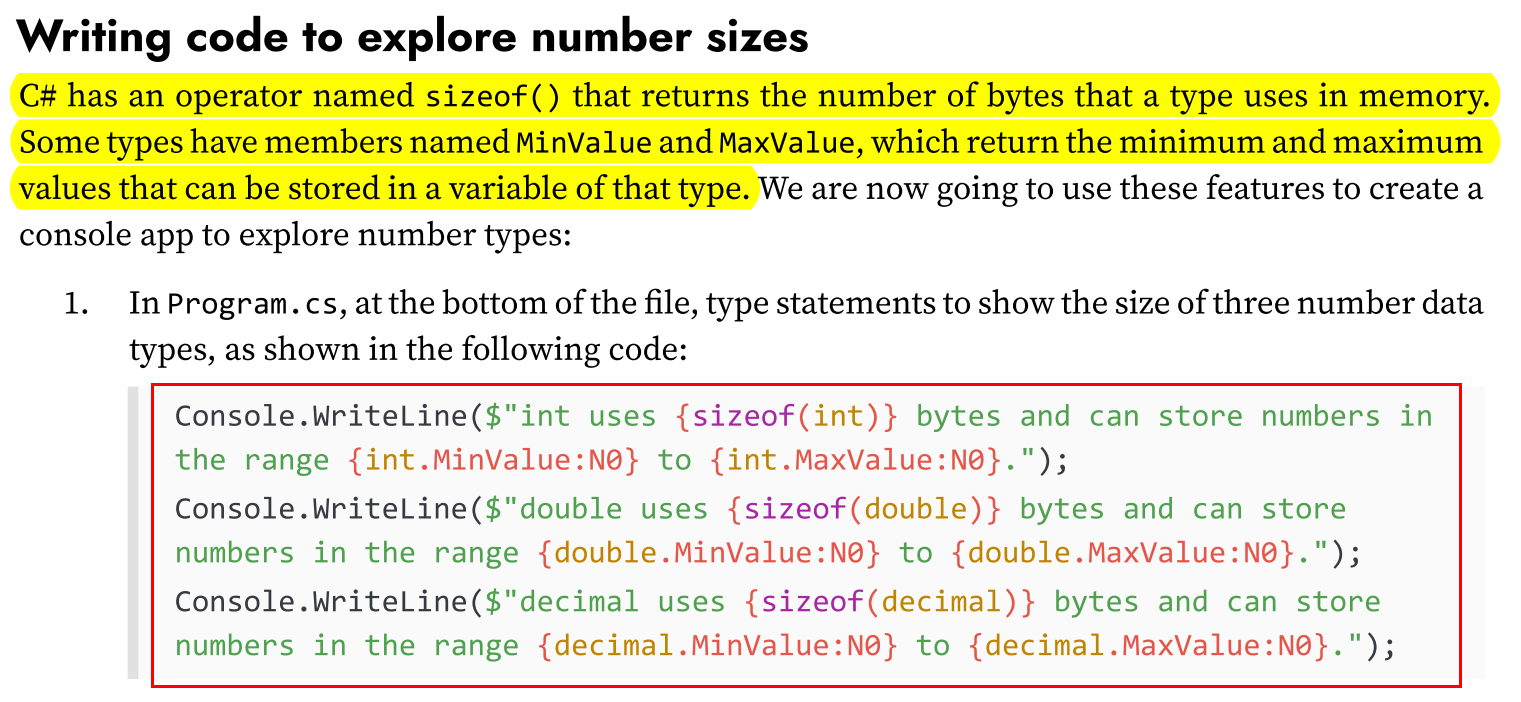 Writing code to explore number sizes
C# has an operator named sizeof() that returns the number of bytes that a type uses in memory.
Some types have members named MinValue and MaxValue, which return the minimum and maximum
values that can be stored in a variable of that type. We are now going to use these features to create a
console app to explore number types:
1. In Program.cs, at the bottom of the file, type statements to show the size of three number data
types, as shown in the following code:
Console.WriteLine($"int uses {sizeof(int)} bytes and can store numbers in
the range {int.MinValue:N0} to {int.MaxValue:N0}.");
Console.WriteLine($"double uses {sizeof(double)} bytes and can store
numbers in the range {double.MinValue:N0} to {double.MaxValue:N0}.");
Console.WriteLine($"decimal uses {sizeof(decimal)} bytes and can store
numbers in the range {decimal.MinValue:N0} to {decimal.MaxValue:N0}.");